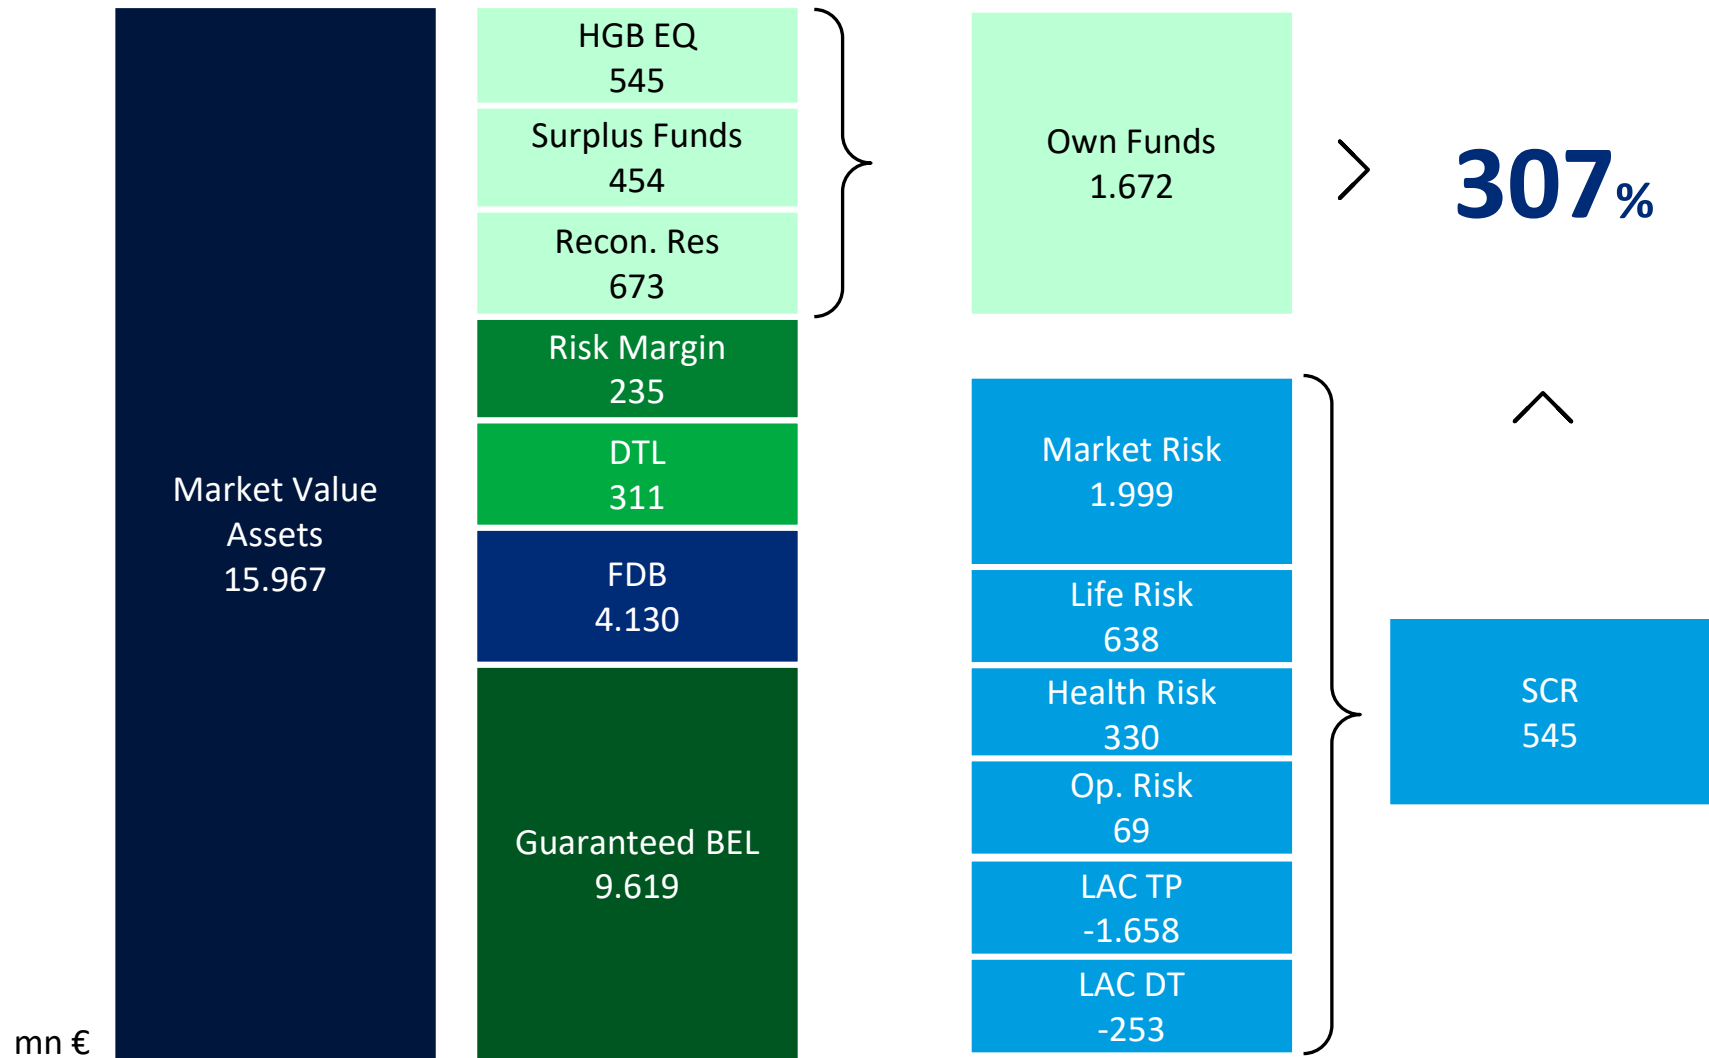 Market Value
Assets
15.967
HGB EQ
545
Surplus Funds
454
Recon. Res
673
Risk Margin
235
DTL
311
FDB
4.130
Guaranteed BEL
9.619
Own Funds
1.672
307%
Market Risk
1.999
Life Risk
638
Health Risk
330
Op. Risk
69
LAC TP
-1.658
LAC DT
-253
SCR
545
mn €